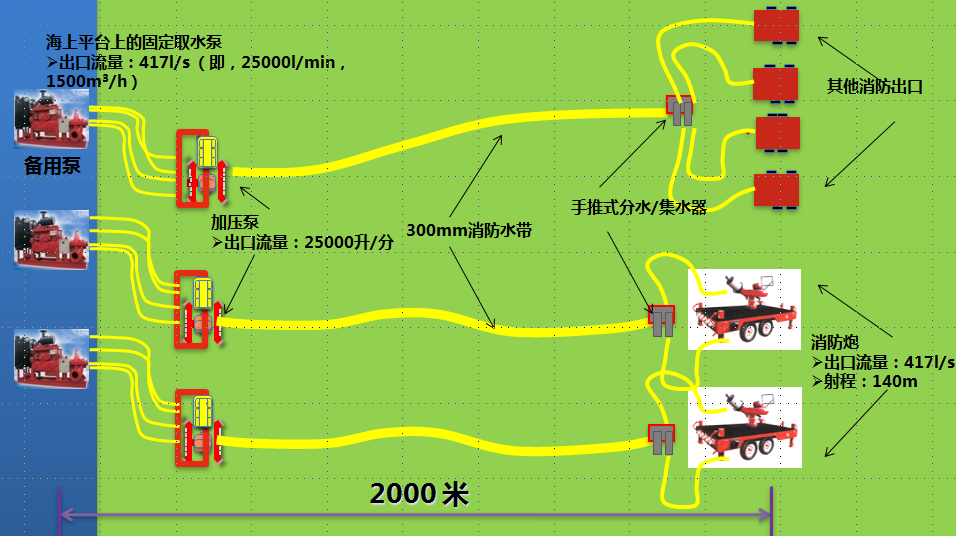 海上平台上的固定取水泵
➢出口流量：417l/s（即，25000l/min，
1500m³/h）
备用泵
加压泵
➢出口流量：25000升/分
300mm消防水带
手推式分水/集水器
其他消防出口
消防炮
➢出口流量：417l/s
➢射程：140m
2000 米